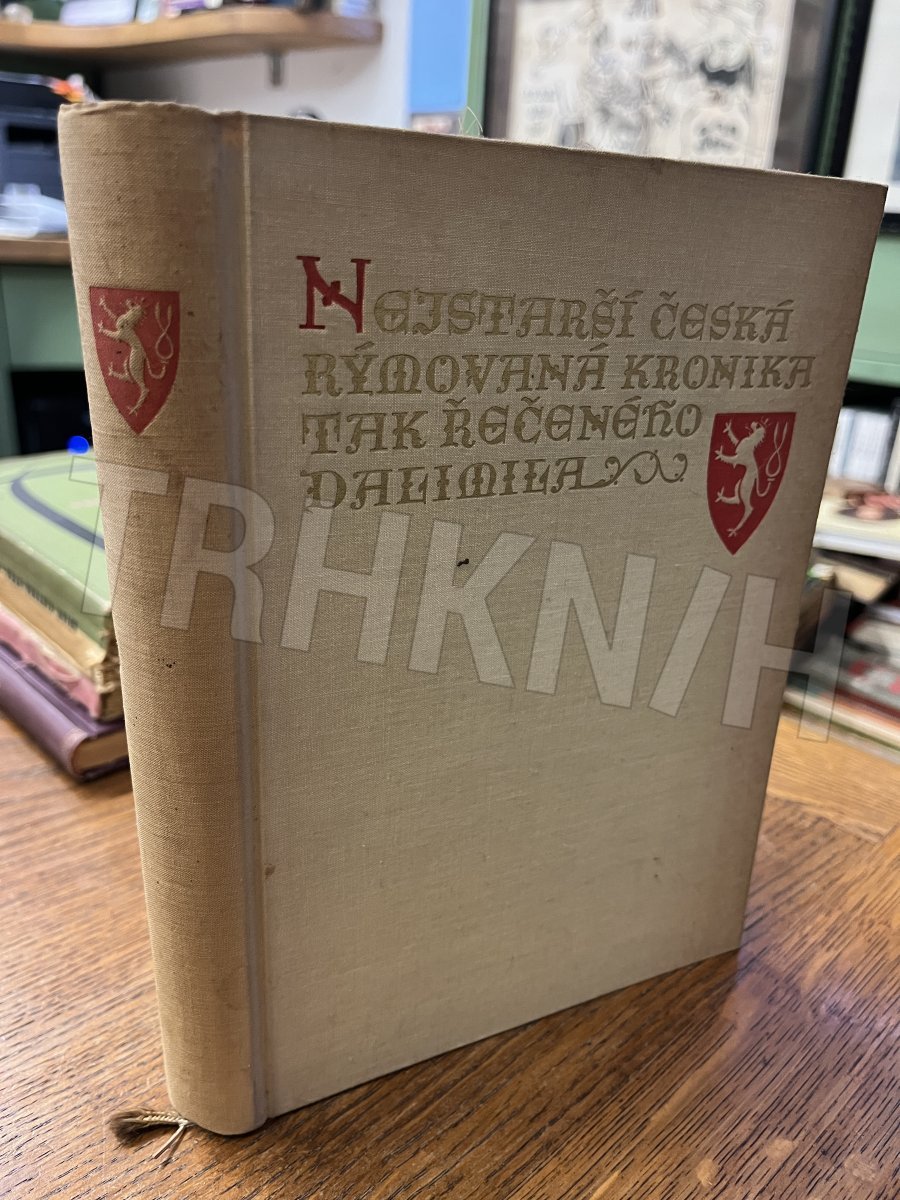 Nejstarší česká
rýmovaná kronika
tak řečeného
Dalimila
TRHKNIH